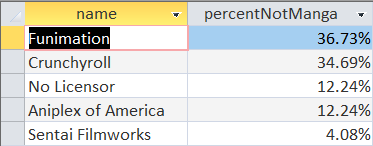 name percentNotManga
Funimation 36.73%
Crunchyroll 34.69%
No Licensor 12.24%
Aniplex of America 12.24%
Sentai Filmworks 4.08%